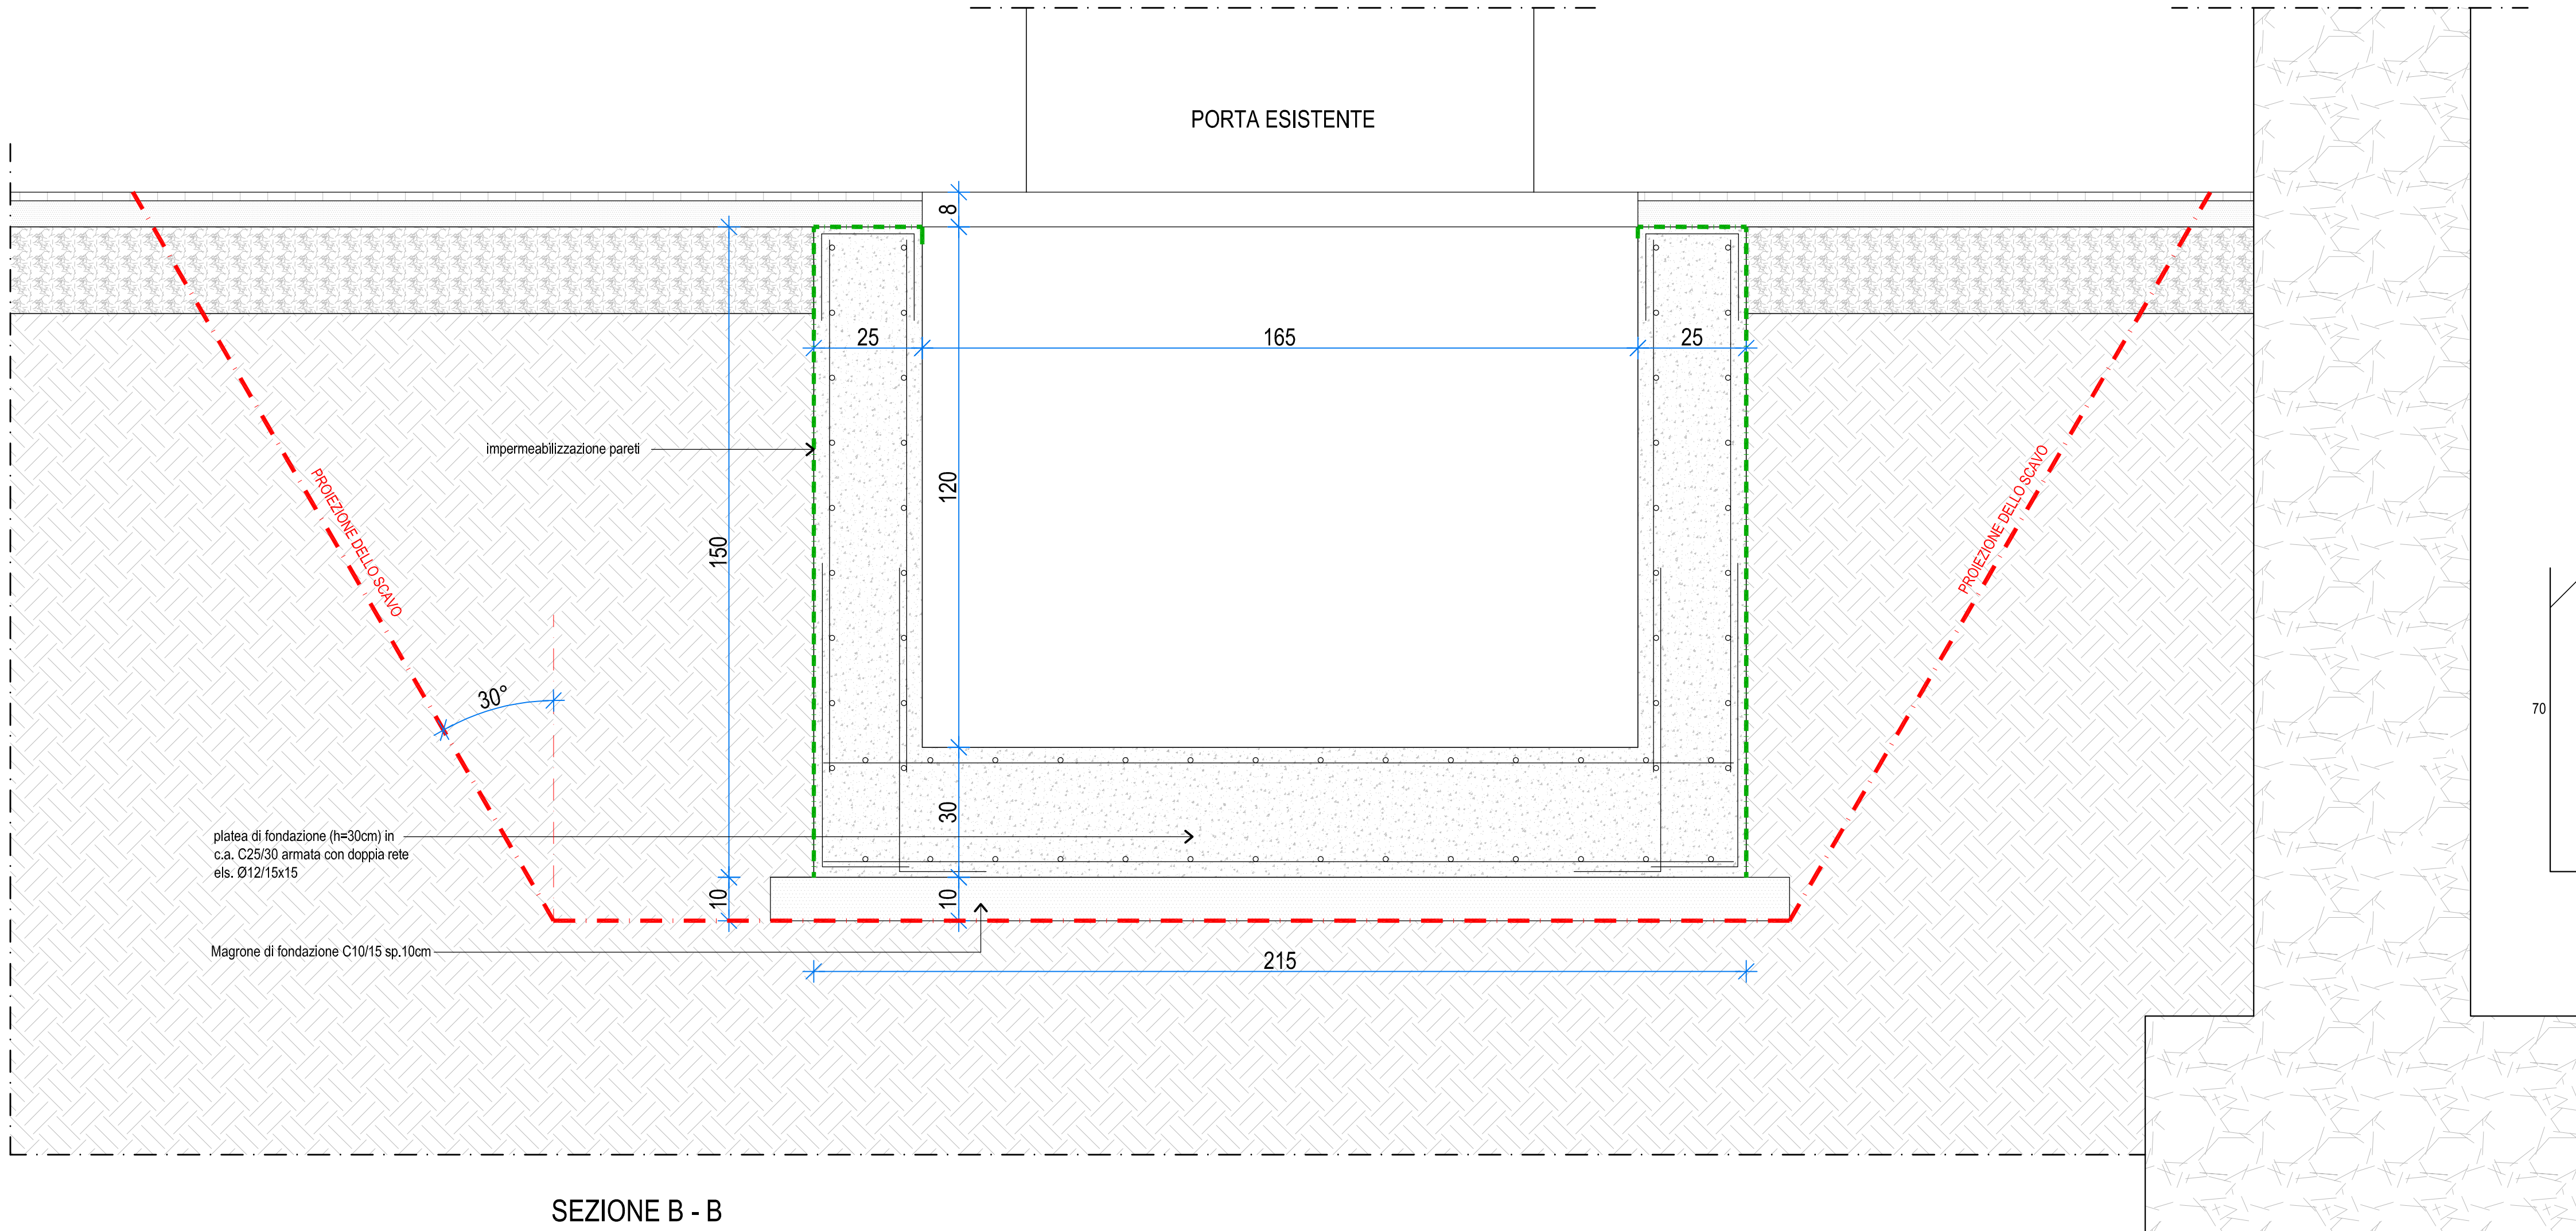 PORTA ESISTENTE
8
25
165
25
impermeabilizzazione pareti
120
150
PROIEZIONE DELLO SCAVO
PROIEZIONE DELLO SCAVO
30°
70
platea di fondazione (h=30cm) in
c.a. C25/30 armata con doppia rete
els. Ø12/15x15
30
10
10
Magrone di fondazione C10/15 sp.10cm
215
SEZIONE B - B